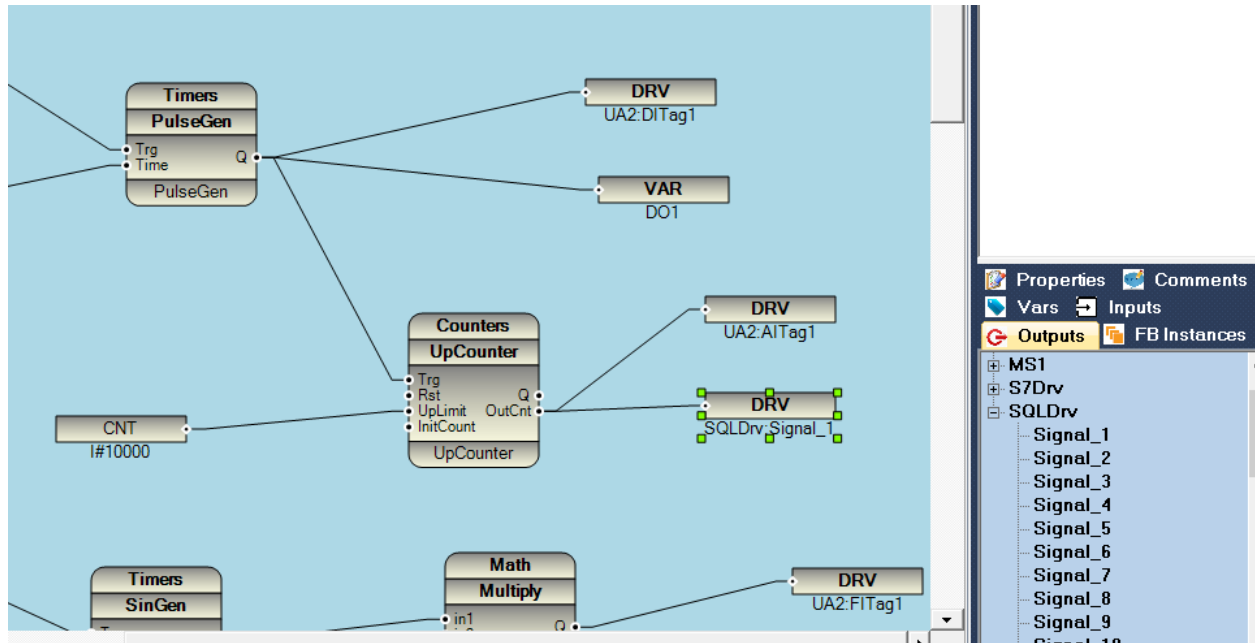 Timers
PulseGen
Trg
Time
Q
PulseGen
DRV
UA2:DITag1
VAR
DO1
Counters
UpCounter
Trg
Rst
UpLimit
InitCount
Q
OutCnt
UpCounter
CNT
I#10000
DRV
UA2:AITag1
DRV
SQLDrv:Signal_1
Timers
SinGen
Math
Multiply
in1
Q
DRV
UA2:FITag1
Properties Comments
Vars Inputs
Outputs FB Instances
MS1
S7Drv
SQLDrv
Signal_1
Signal_2
Signal_3
Signal_4
Signal_5
Signal_6
Signal_7
Signal_8
Signal_9